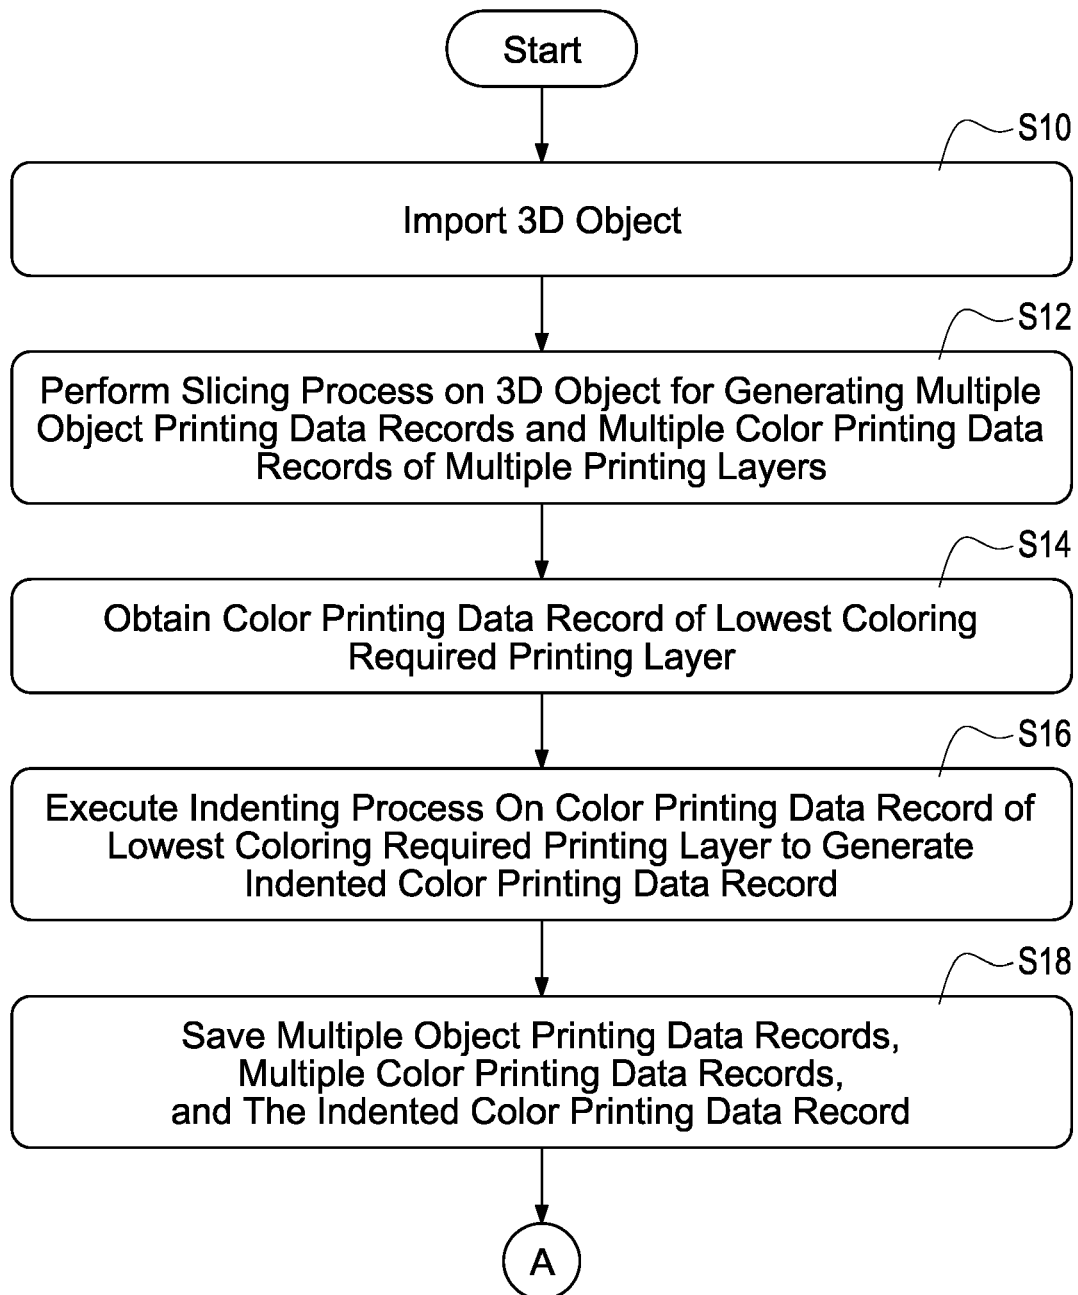 Start
S10
Import 3D Object
S12
Perform Slicing Process on 3D Object for Generating Multiple
Object Printing Data Records and Multiple Color Printing Data
Records of Multiple Printing Layers
S14
Obtain Color Printing Data Record of Lowest Coloring
Required Printing Layer
S16
Execute Indenting Process On Color Printing Data Record of
Lowest Coloring Required Printing Layer to Generate
Indented Color Printing Data Record
S18
Save Multiple Object Printing Data Records,
Multiple Color Printing Data Records,
and The Indented Color Printing Data Record
A